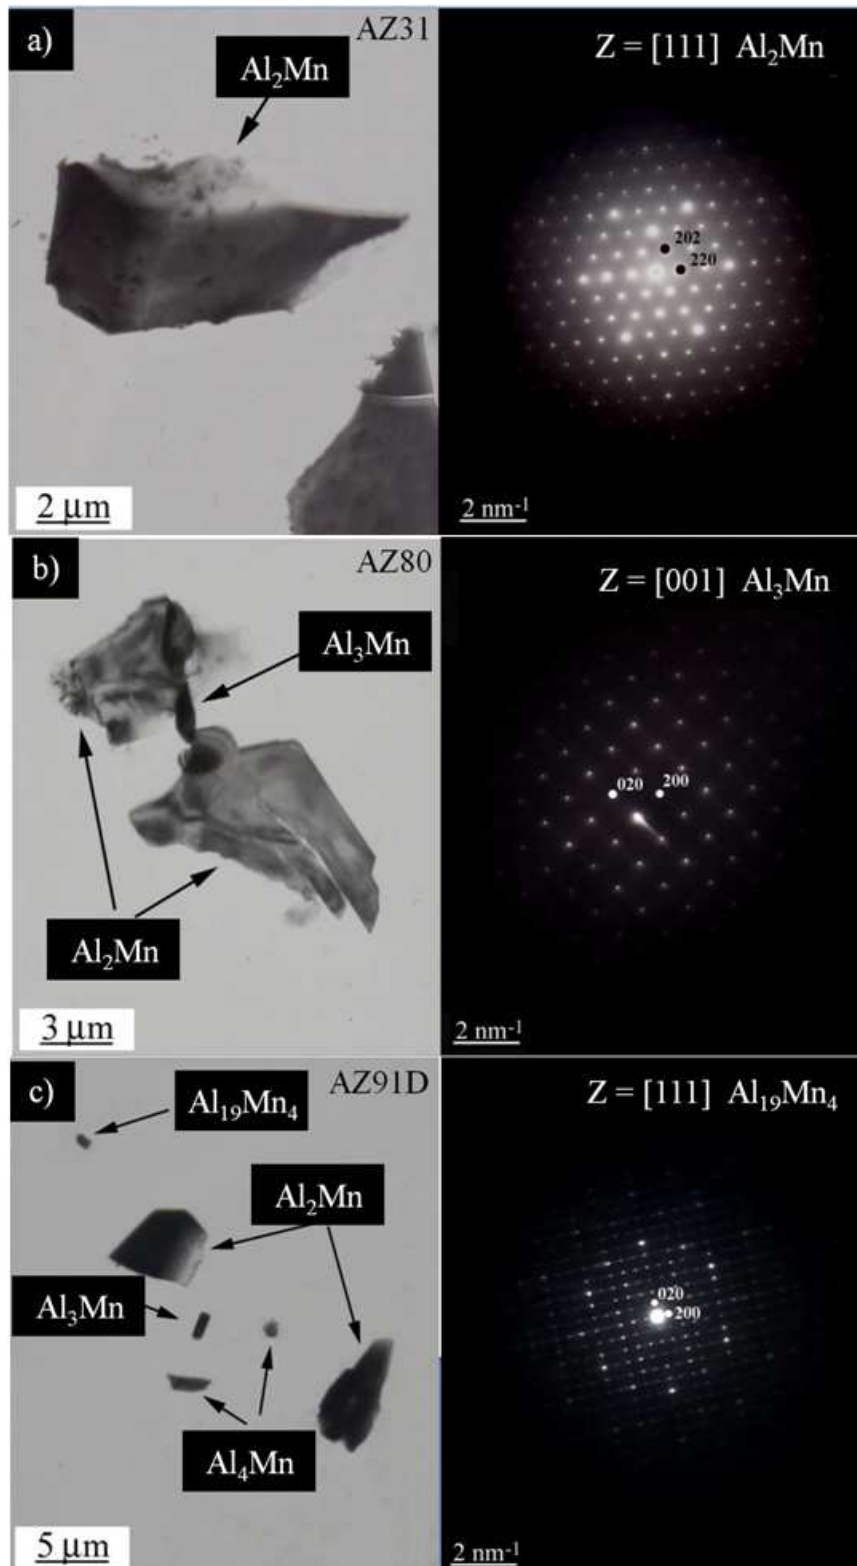 a)
AZ31
Al₂Mn
2 µm
Z = [111] Al₂Mn
202
220
2 nm⁻¹
b)
AZ80
Al₃Mn
Al₂Mn
3 µm
Z = [001] Al₃Mn
020
200
2 nm⁻¹
c)
AZ91D
Al₁₉Mn₄
Al₂Mn
Al₃Mn
Al₄Mn
5 µm
Z = [111] Al₁₉Mn₄
020
200
2 nm⁻¹